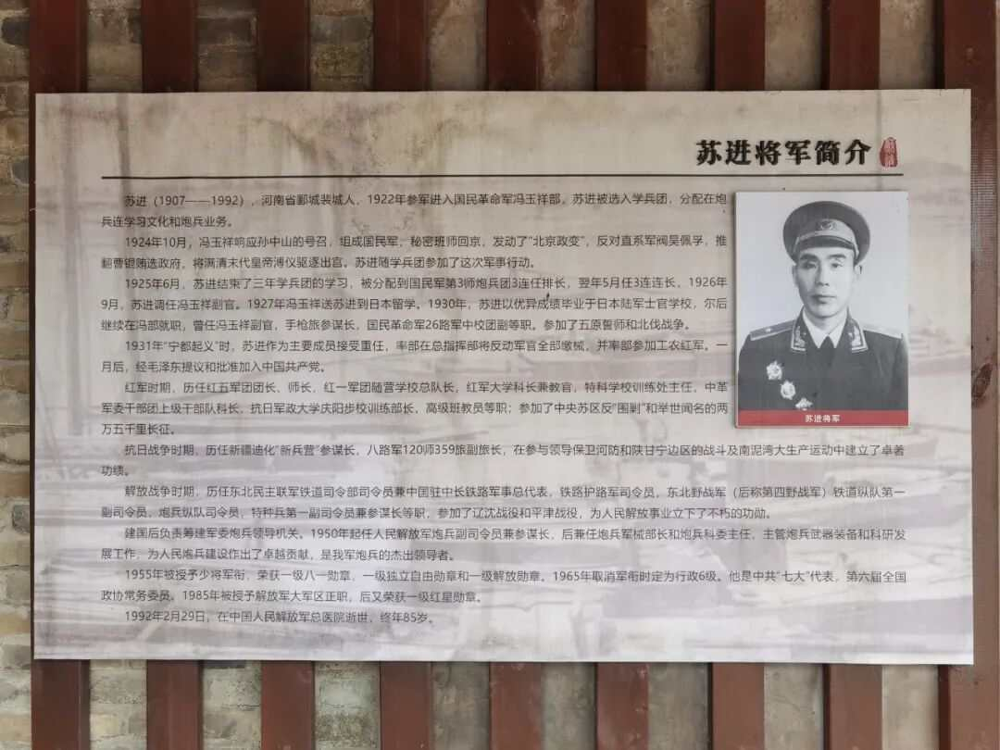 苏进将军简介
苏进（1907——1992），河南省郾城裴城人，1922年参军进入国民革命军冯玉祥部。苏进被选入学兵团，分配在炮
兵连学习文化和炮兵业务。
1924年10月，冯玉祥响应孙中山的号召，组成国民军，秘密班师回京，发动了“北京政变”，反对直系军阀吴佩孚，推
翻曹锟贿选政府，将满清末代皇帝溥仪驱逐出宫。苏进随学兵团参加了这次军事行动。
1925年6月，苏进结束了三年学兵团的学习，被分配到国民军第3师炮兵团3连任排长，翌年5月任3连连长，1926年
9月，苏进调任冯玉祥副官。1927年冯玉祥送苏进到日本留学。1930年，苏进以优异成绩毕业于日本陆军士官学校，尔后
继续在冯部就职，曾任冯玉祥副官，手枪旅参谋长，国民革命军26路军中校团副等职。参加了五原誓师和北伐战争。
1931年“宁都起义”时，苏进作为主要成员接受重任，率部在总指挥部将反动军官全部缴械，并率部参加工农红军。一
月后，经毛泽东提议和批准加入中国共产党。
红军时期，历任红五军团团长、师长，红一军团随营学校总队长，红军大学科长兼教官，特科学校训练处主任，中革
军委干部团上级干部队科长，抗日军政大学庆阳步校训练部长，高级班教员等职；参加了中央苏区反“围剿”和举世闻名的两
万五千里长征。
抗日战争时期，历任新疆迪化“新兵营”参谋长，八路军120师359旅副旅长，在参与领导保卫河防和陕甘宁边区的战斗及南泥湾大生产运动中建立了卓著
功绩。
解放战争时期，历任东北民主联军铁道司令部司令员兼中国驻中长铁路军事总代表，铁路护路军司令员，东北野战军（后称第四野战军）铁道纵队第一
副司令员，炮兵纵队司令员，特种兵第一副司令员兼参谋长等职，参加了辽沈战役和平津战役，为人民解放事业立下了不朽的功勋。
建国后负责筹建军委炮兵领导机关。1950年起任人民解放军炮兵副司令员兼参谋长，后兼任炮兵军械部长和炮兵科委主任，主管炮兵武器装备和科研发
展工作，为人民炮兵建设作出了卓越贡献，是我军炮兵的杰出领导者。
1955年被授予少将军衔，荣获一级八一勋章，一级独立自由勋章和一级解放勋章。1965年取消军衔时定为行政6级。他是中共“七大”代表，第六届全国
政协常务委员。1985年被授予解放军大军区正职，后又荣获一级红星勋章。
1992年2月29日，在中国人民解放军总医院逝世，终年85岁。
苏进将军